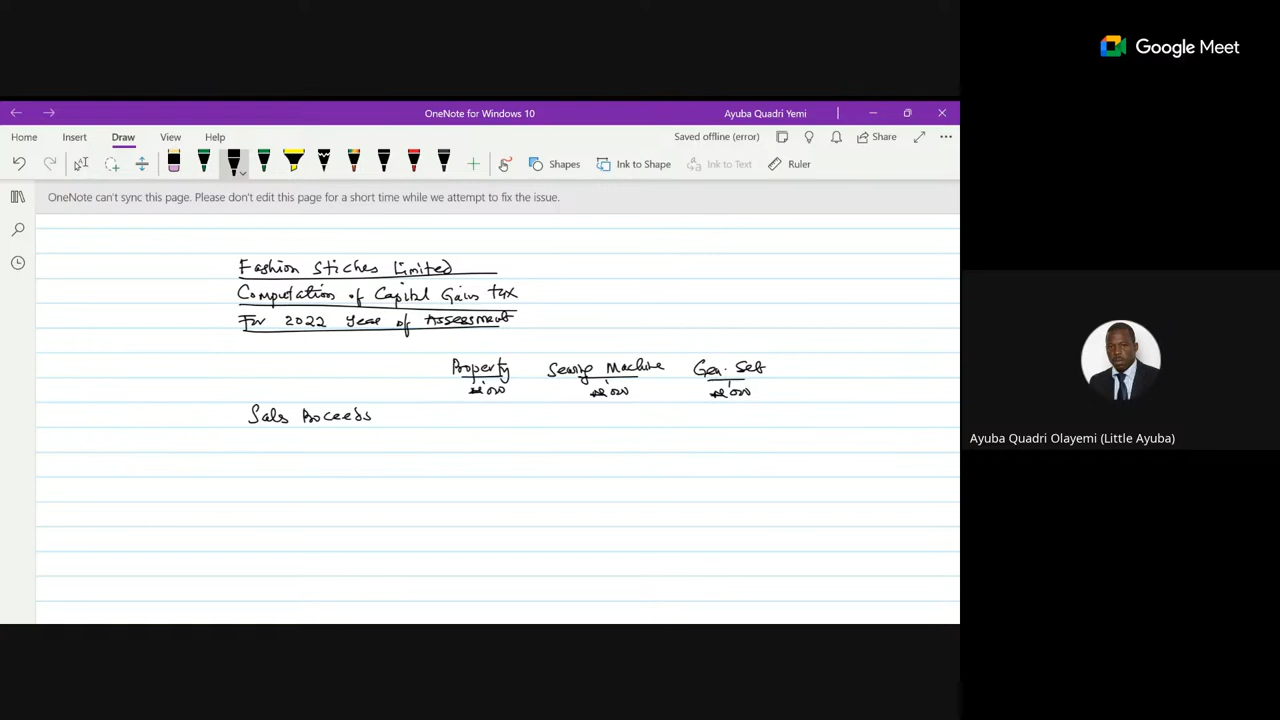 Google Meet
OneNote for Windows 10
Ayuba Quadri Yemi
Home Insert Draw View Help
Saved offline (error)
Share
Shapes Ink to Shape Ink to Text Ruler
OneNote can't sync this page. Please don't edit this page for a short time while we attempt to fix the issue.
Fashion Stiches Limited
Computation of Capital Gains tax
For 2022 Year of Assessment
Property Sewing Machine Gen. Set
₦'000 ₦'000 ₦'000
Sales Proceeds
Ayuba Quadri Olayemi (Little Ayuba)